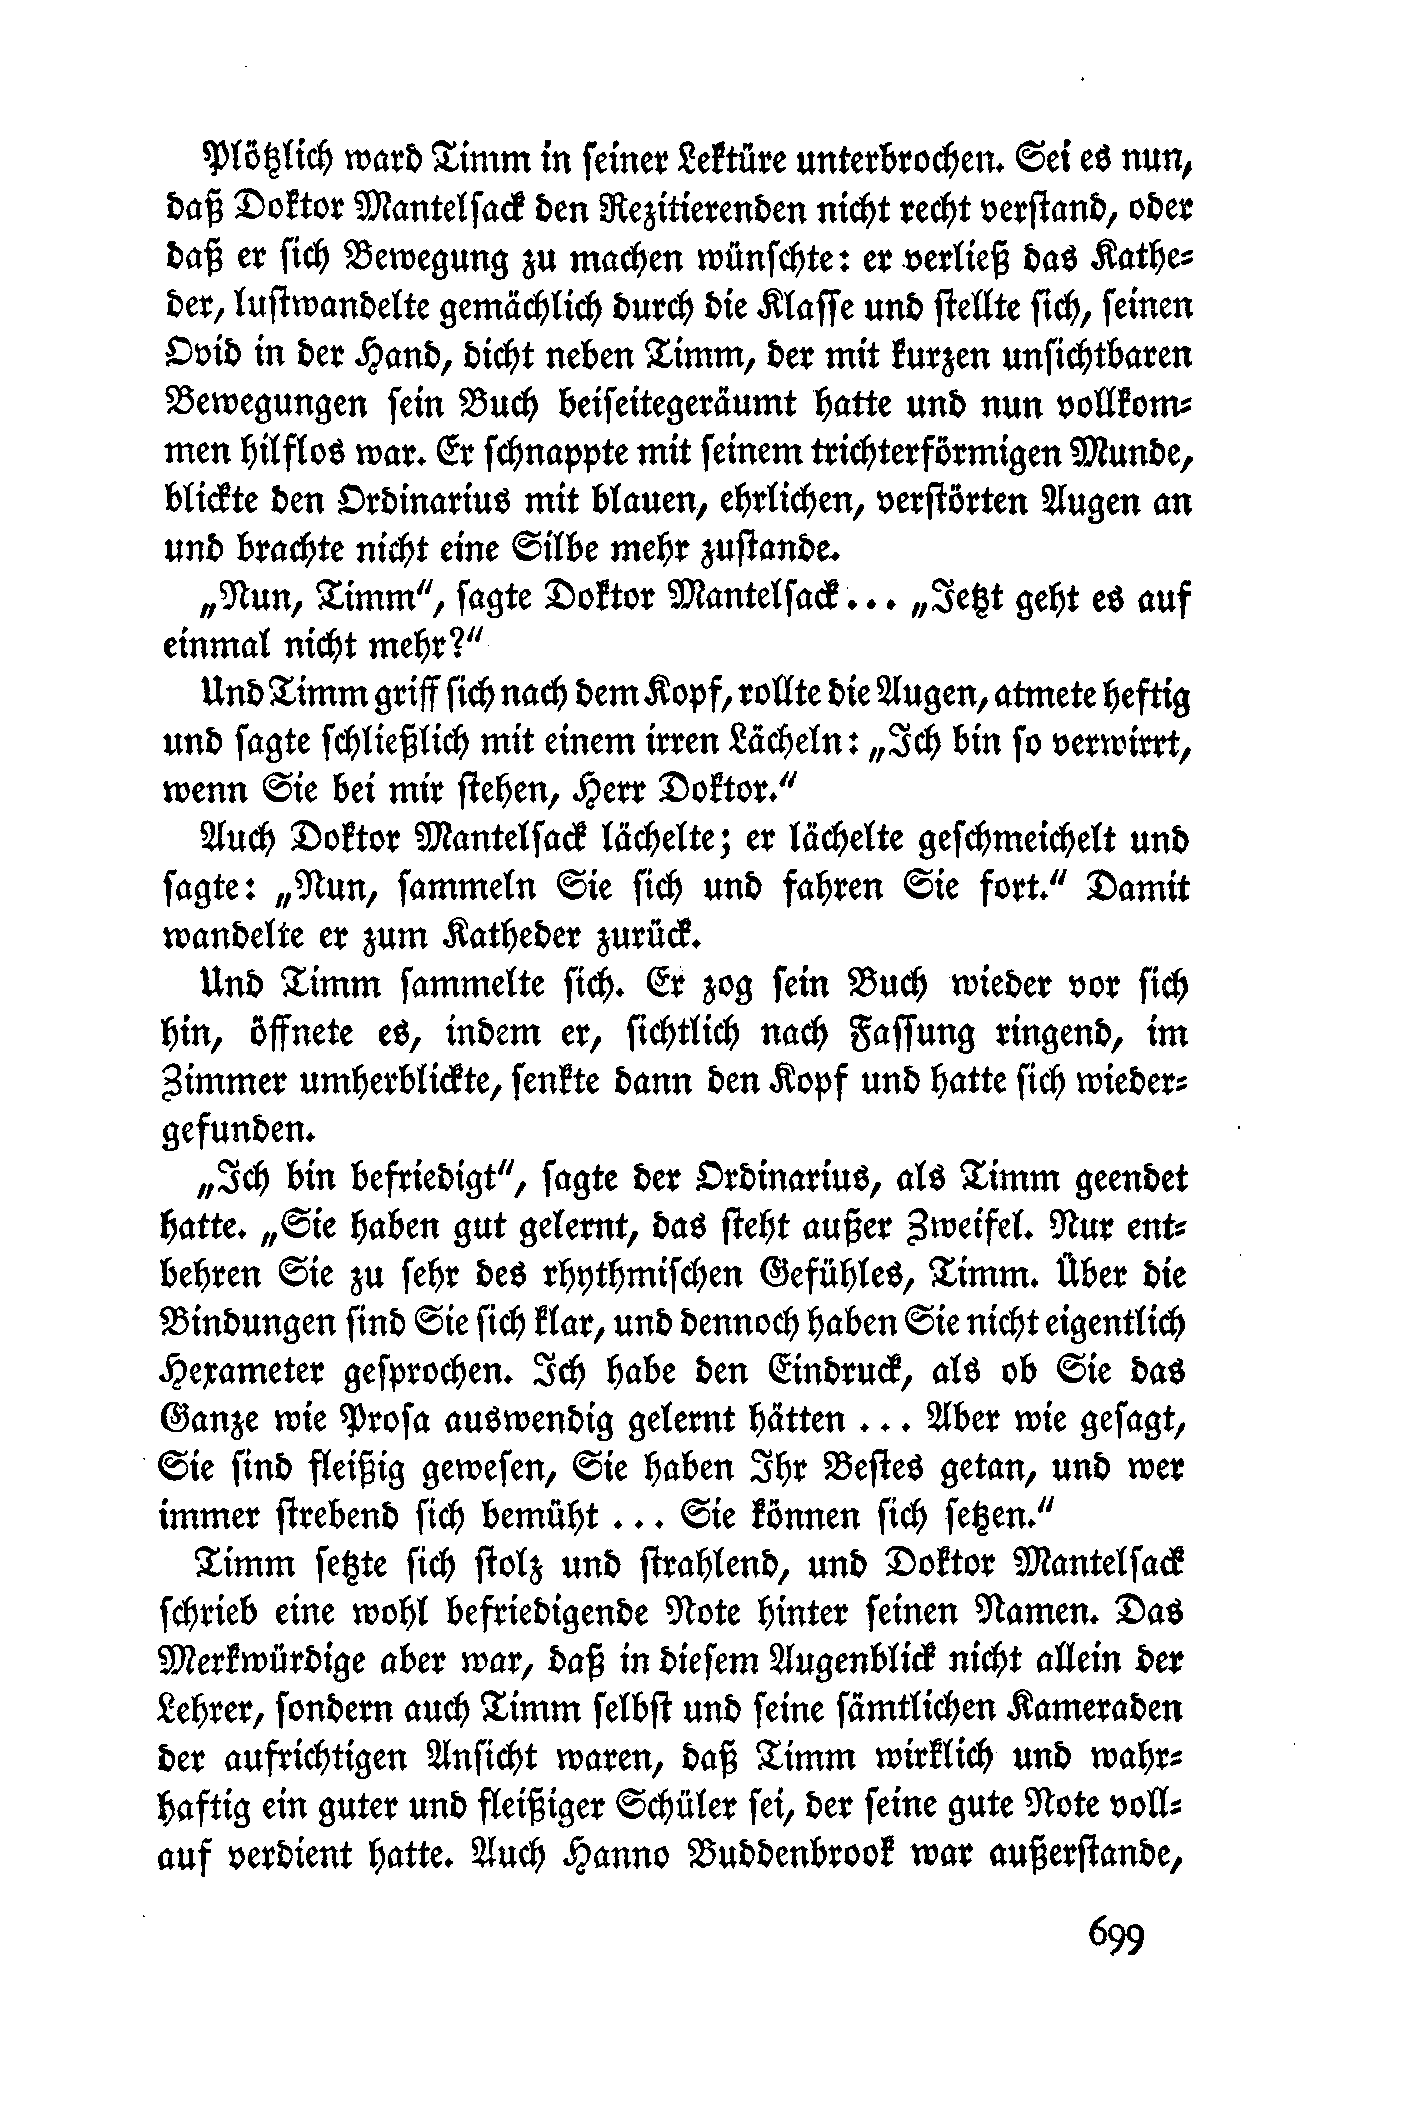 Plötzlich ward Timm in seiner Lektüre unterbrochen. Sei es nun,
daß Doktor Mantelsack den Rezitierenden nicht recht verstand, oder
daß er sich Bewegung zu machen wünschte: er verließ das Kathe-
der, lustwandelte gemächlich durch die Klasse und stellte sich, seinen
Ovid in der Hand, dicht neben Timm, der mit kurzen unsichtbaren
Bewegungen sein Buch beiseitegeräumt hatte und nun vollkom-
men hilflos war. Er schnappte mit seinem trichterförmigen Munde,
blickte den Ordinarius mit blauen, ehrlichen, verstörten Augen an
und brachte nicht eine Silbe mehr zustande.
„Nun, Timm“, sagte Doktor Mantelsack... „Jetzt geht es auf
einmal nicht mehr?“
Und Timm griff sich nach dem Kopf, rollte die Augen, atmete heftig
und sagte schließlich mit einem irren Lächeln: „Ich bin so verwirrt,
wenn Sie bei mir stehen, Herr Doktor.“
Auch Doktor Mantelsack lächelte; er lächelte geschmeichelt und
sagte: „Nun, sammeln Sie sich und fahren Sie fort.“ Damit
wandelte er zum Katheder zurück.
Und Timm sammelte sich. Er zog sein Buch wieder vor sich
hin, öffnete es, indem er, sichtlich nach Fassung ringend, im
Zimmer umherblickte, senkte dann den Kopf und hatte sich wieder-
gefunden.
„Ich bin befriedigt“, sagte der Ordinarius, als Timm geendet
hatte. „Sie haben gut gelernt, das steht außer Zweifel. Nur ent-
behren Sie zu sehr des rhythmischen Gefühles, Timm. Über die
Bindungen sind Sie sich klar, und dennoch haben Sie nicht eigentlich
Hexameter gesprochen. Ich habe den Eindruck, als ob Sie das
Ganze wie Prosa auswendig gelernt hätten ... Aber wie gesagt,
Sie sind fleißig gewesen, Sie haben Ihr Bestes getan, und wer
immer strebend sich bemüht ... Sie können sich setzen.“
Timm setzte sich stolz und strahlend, und Doktor Mantelsack
schrieb eine wohl befriedigende Note hinter seinen Namen. Das
Merkwürdige aber war, daß in diesem Augenblick nicht allein der
Lehrer, sondern auch Timm selbst und seine sämtlichen Kameraden
der aufrichtigen Ansicht waren, daß Timm wirklich und wahr-
haftig ein guter und fleißiger Schüler sei, der seine gute Note voll-
auf verdient hatte. Auch Hanno Buddenbrook war außerstande,
699